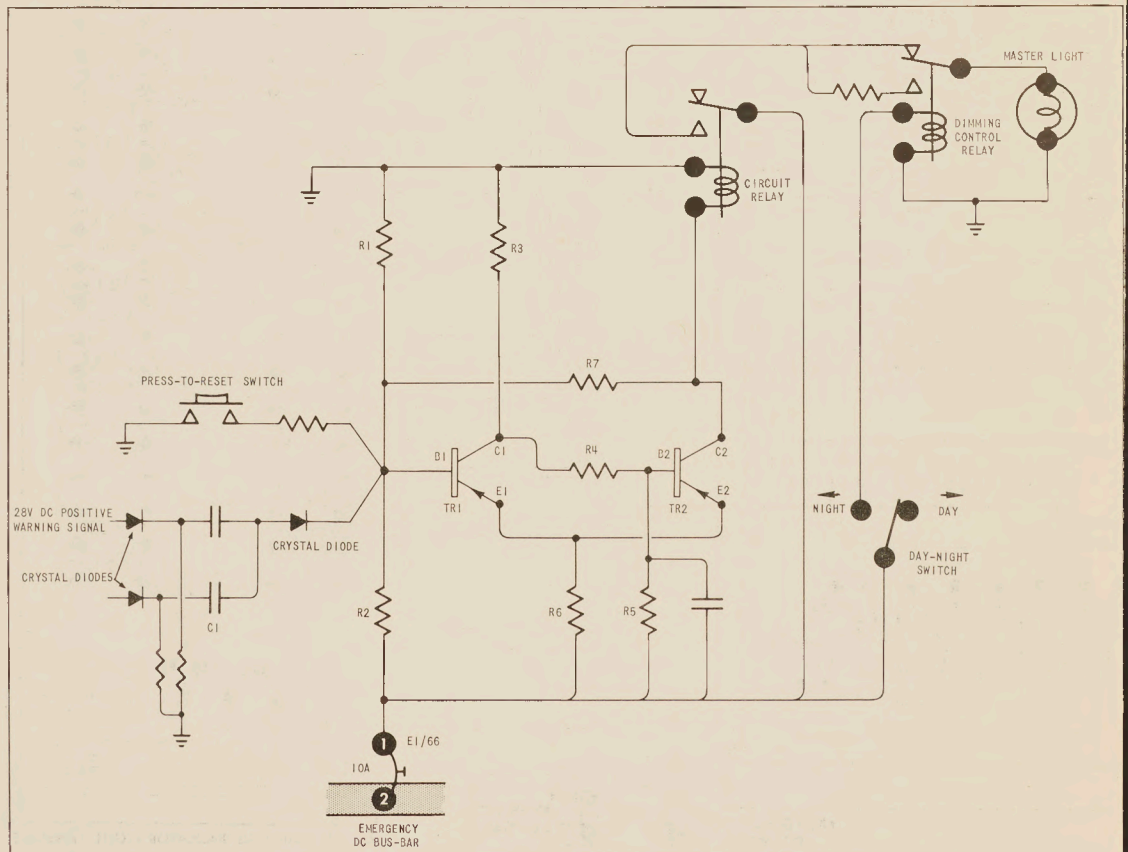 MASTER LIGHT
DIMMING
CONTROL
RELAY
CIRCUIT
RELAY
R1
R3
PRESS-TO-RESET SWITCH
R7
B1
C1
R4
B2
C2
E1
TR1
E2
TR2
28V DC POSITIVE
WARNING SIGNAL
CRYSTAL DIODE
CRYSTAL DIODES
C1
NIGHT
DAY
DAY-NIGHT
SWITCH
R2
R6
R5
1
E1/66
10A
2
EMERGENCY
DC BUS-BAR